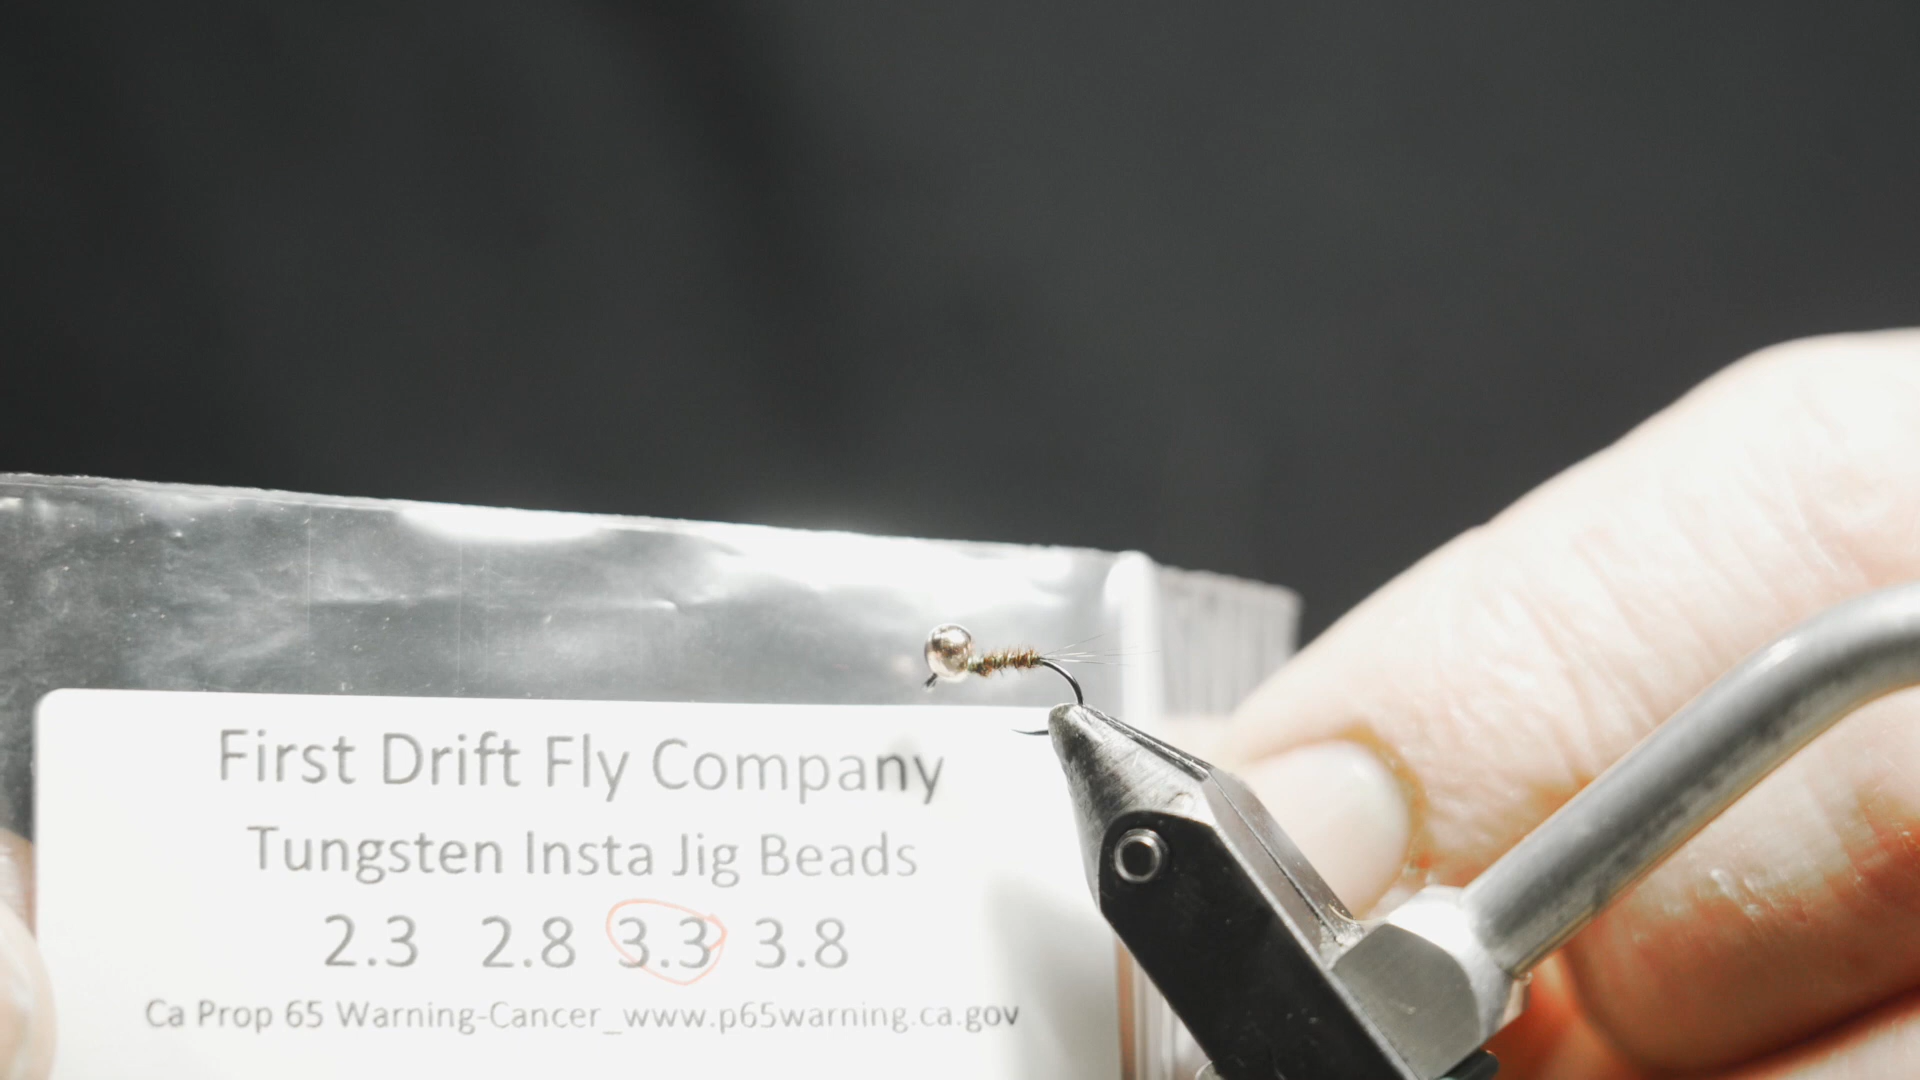 First Drift Fly Company
Tungsten Insta Jig Beads
2.3 2.8 3.3 3.8
Ca Prop 65 Warning-Cancer_www.p65warning.ca.gov